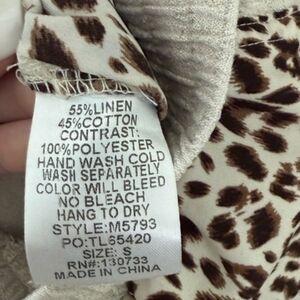 55%LINEN
45%COTTON
CONTRAST:
100%POLYESTER
HAND WASH COLD
WASH SEPARATELY
COLOR WILL BLEED
NO BLEACH
HANG TO DRY
STYLE:M5793
PO:TL65420
SIZE: S
RN#:130733
MADE IN CHINA